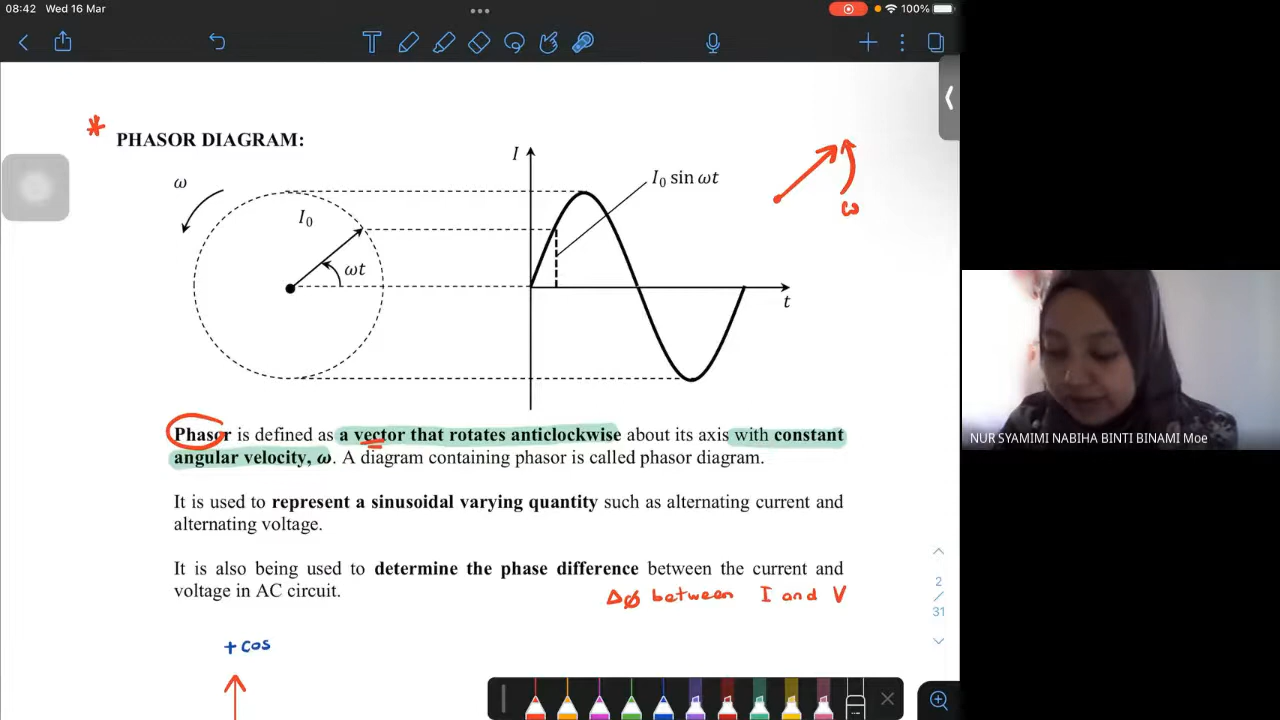 08:42 Wed 16 Mar
100%
T
* PHASOR DIAGRAM:
ω
I₀
ωt
I
I₀ sin ωt
t
ω
Phasor is defined as a vector that rotates anticlockwise about its axis with constant
angular velocity, ω. A diagram containing phasor is called phasor diagram.
It is used to represent a sinusoidal varying quantity such as alternating current and
alternating voltage.
It is also being used to determine the phase difference between the current and
voltage in AC circuit.
Δφ between I and V
+ cos
2
/
31
NUR SYAMIMI NABIHA BINTI BINAMI Moe